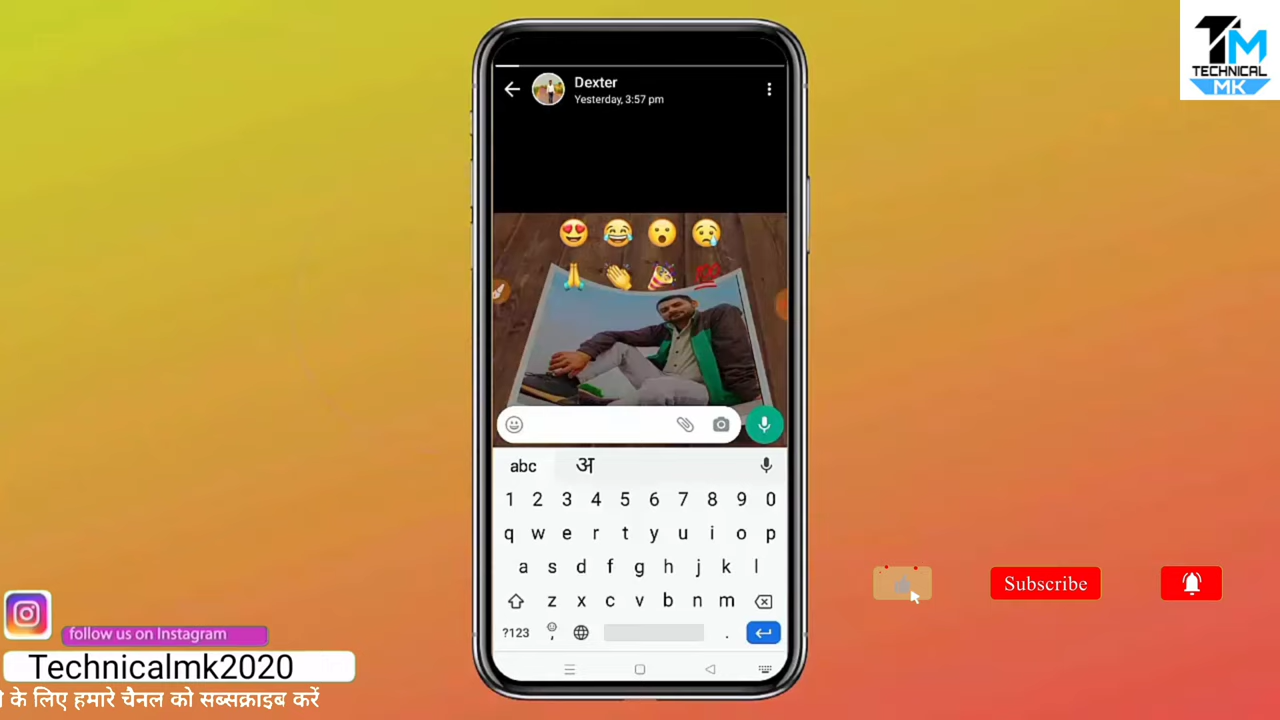 TM
TECHNICAL
MK
Dexter
Yesterday, 3:57 pm
abc अ
1 2 3 4 5 6 7 8 9 0
q w e r t y u i o p
a s d f g h j k l
z x c v b n m
?123 , .
Subscribe
follow us on Instagram
Technicalmk2020
के लिए हमारे चैनल को सब्सक्राइब करें